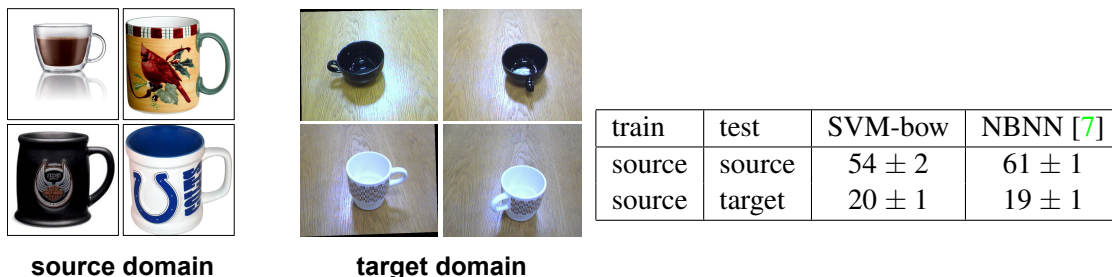 train test SVM-bow NBNN [7]
source source 54 ± 2 61 ± 1
source target 20 ± 1 19 ± 1
source domain target domain